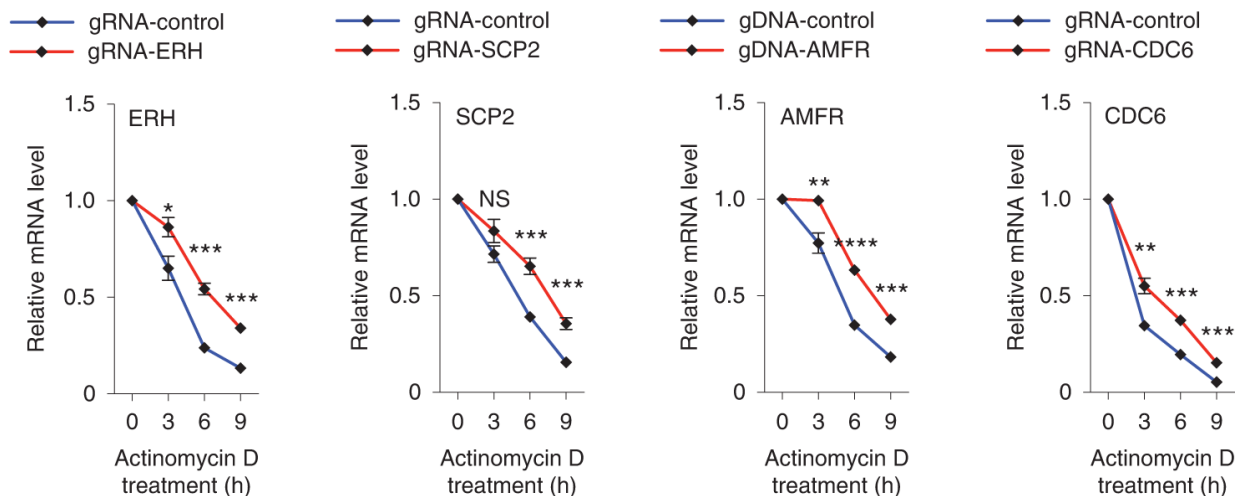 gRNA-control
gRNA-ERH
1.5
ERH
1.0
*
***
0.5
***
0
Relative mRNA level
0 3 6 9
Actinomycin D
treatment (h)
gRNA-control
gRNA-SCP2
1.5
SCP2
1.0
NS
***
0.5
***
0
Relative mRNA level
0 3 6 9
Actinomycin D
treatment (h)
gDNA-control
gDNA-AMFR
1.5
AMFR
**
1.0
****
0.5
***
0
Relative mRNA level
0 3 6 9
Actinomycin D
treatment (h)
gRNA-control
gRNA-CDC6
1.5
CDC6
1.0
**
***
0.5
***
0
Relative mRNA level
0 3 6 9
Actinomycin D
treatment (h)